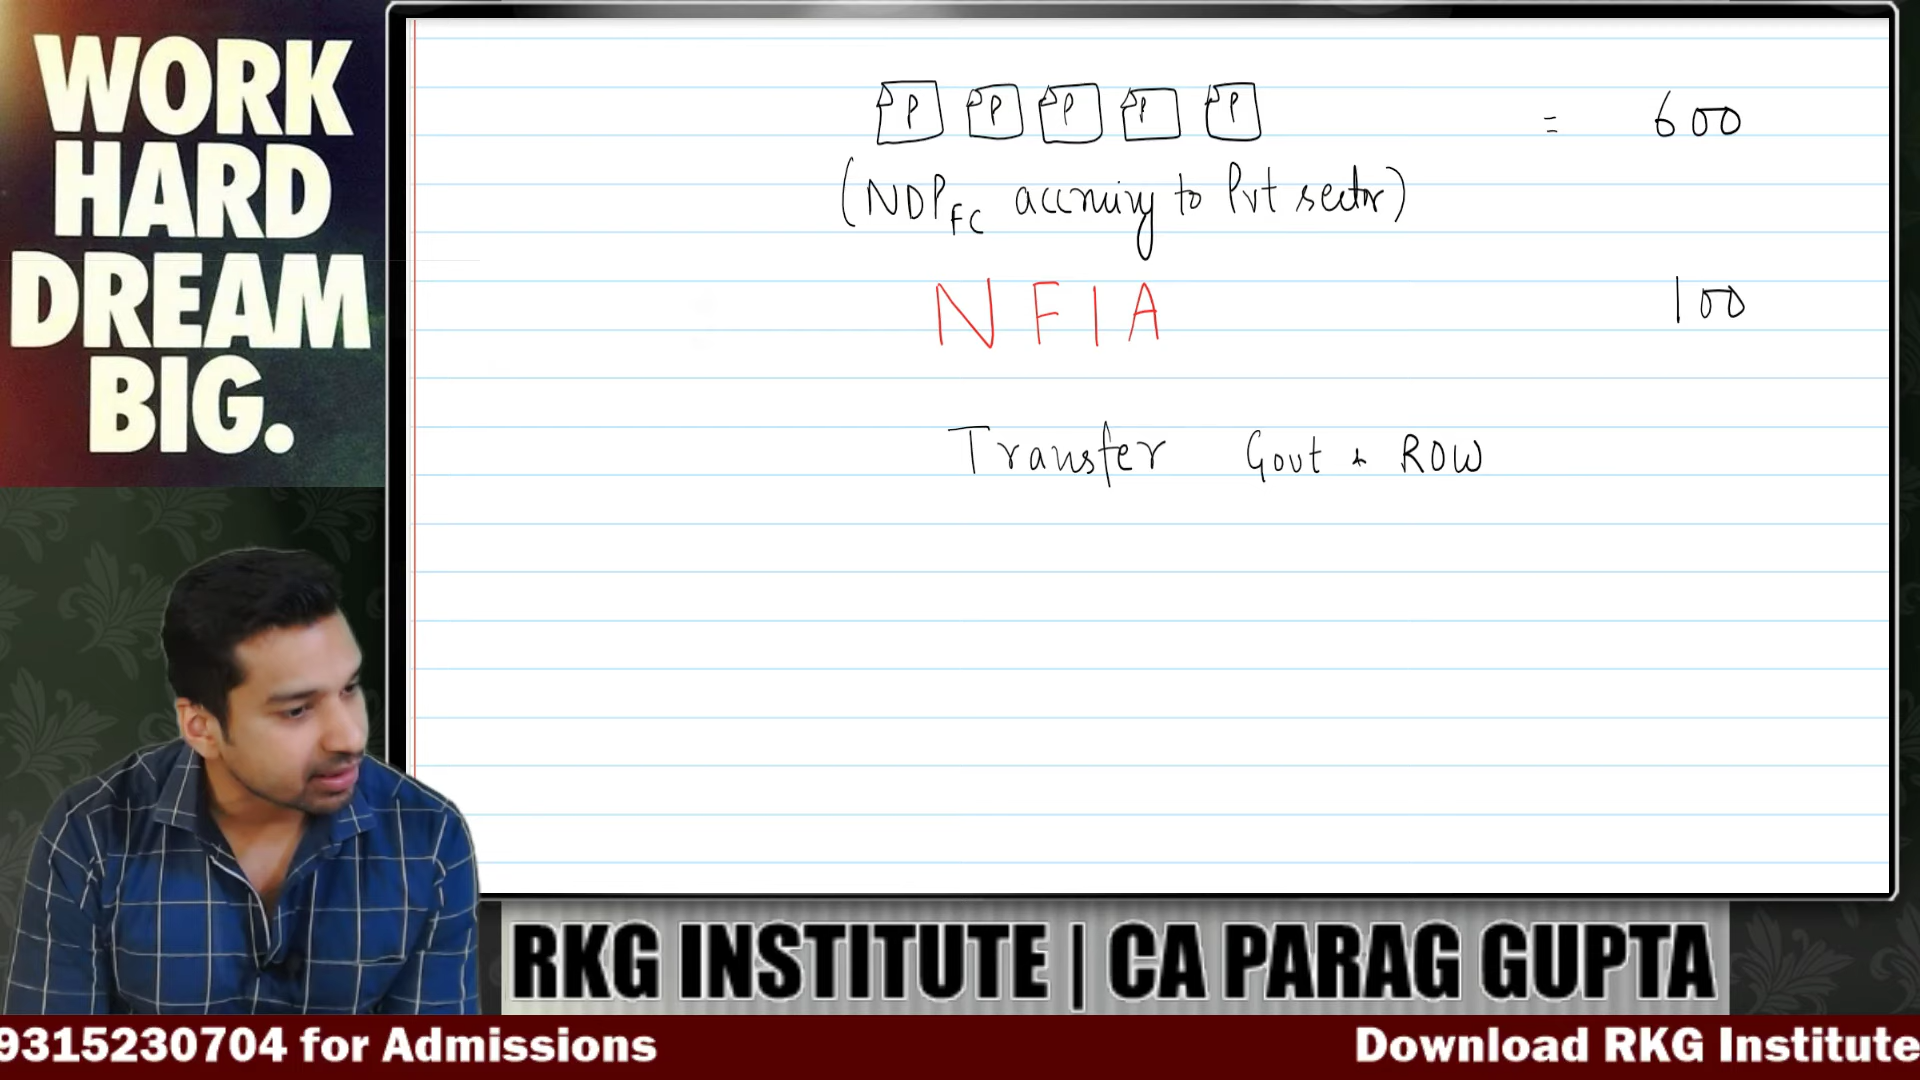 WORK
HARD
DREAM
BIG.
P P P P P = 600
(NDPFC accruing to Pvt sector)
NFIA 100
Transfer Govt + ROW
RKG INSTITUTE | CA PARAG GUPTA
9315230704 for Admissions
Download RKG Institute